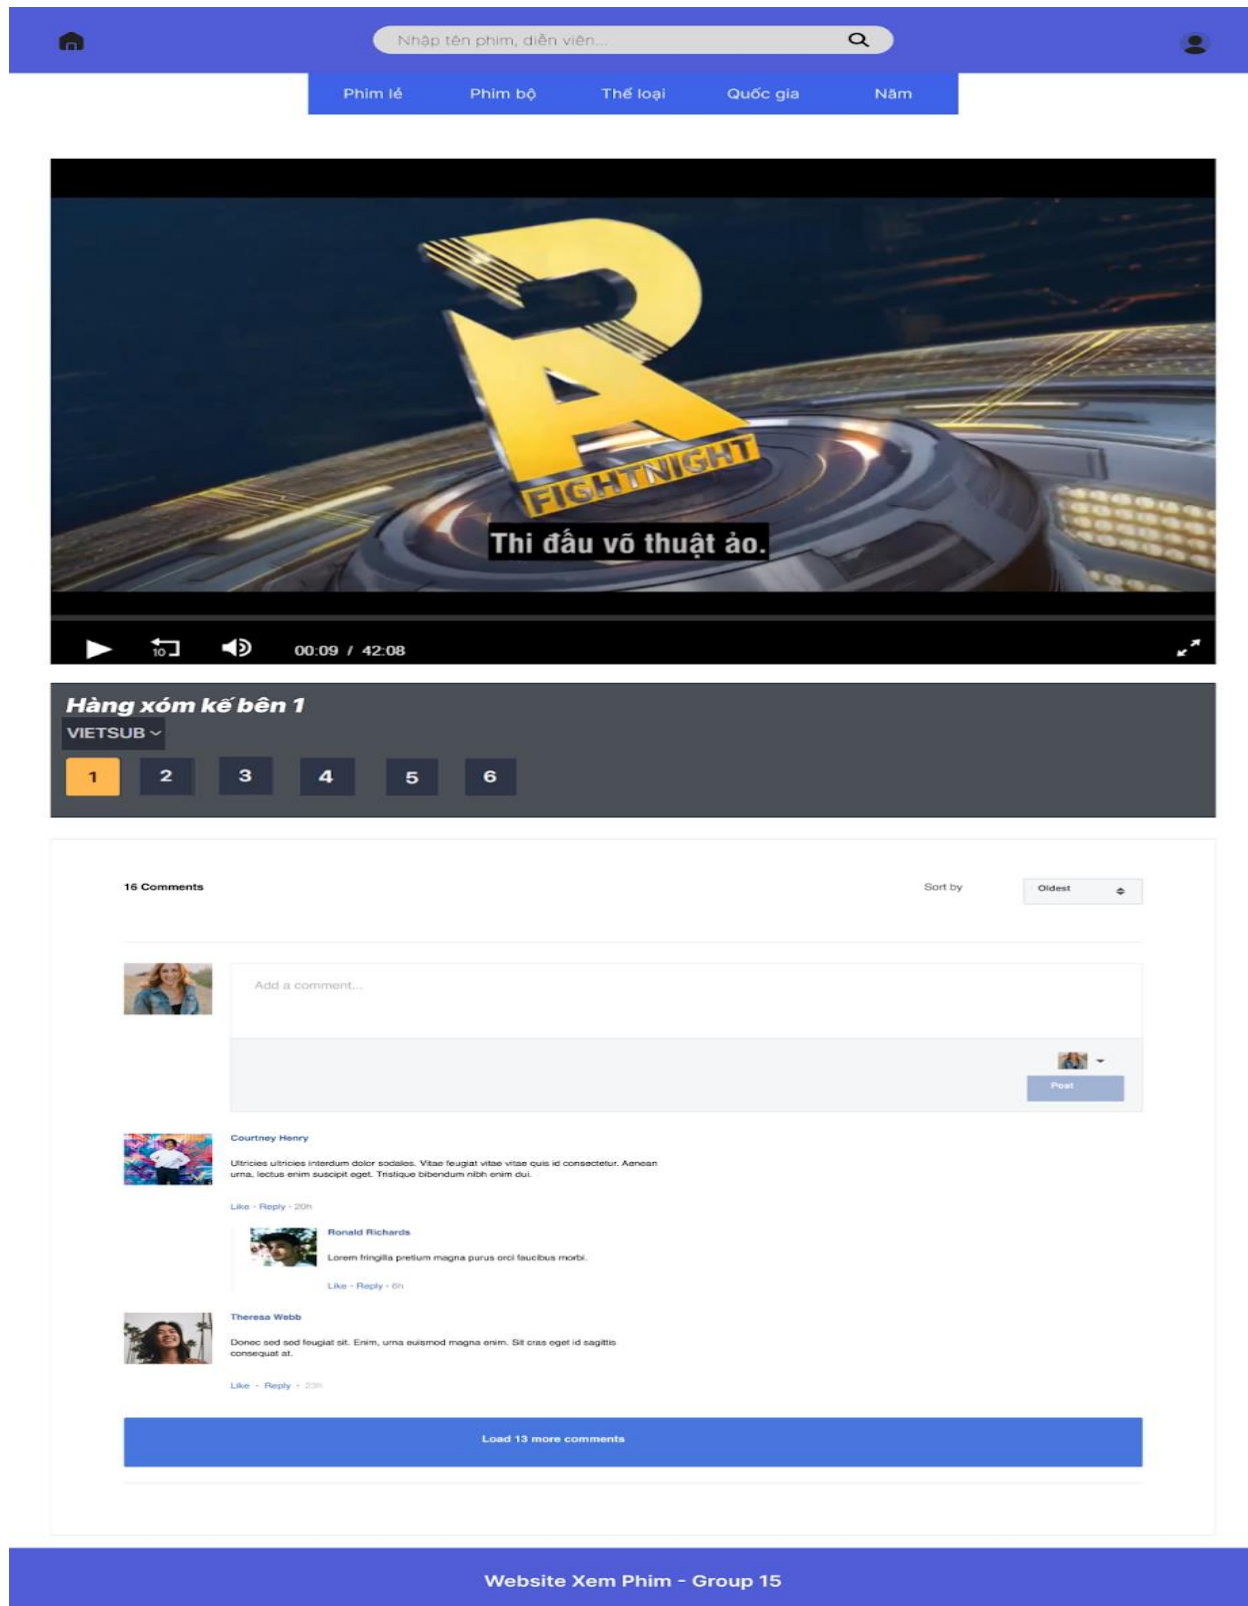 Nhập tên phim, diễn viên...
Phim lẻ Phim bộ Thể loại Quốc gia Năm
FIGHTNIGHT
Thi đấu võ thuật ảo.
10
00:09 / 42:08
Hàng xóm kế bên 1
VIETSUB
1 2 3 4 5 6
16 Comments
Sort by
Oldest
Add a comment...
Post
Courtney Henry
Ultricies ultricies interdum dolor sodales. Vitae feugiat vitae vitae quis id consectetur. Aenean
urna, lectus enim suscipit eget. Tristique bibendum nibh enim dui.
Like · Reply · 20h
Ronald Richards
Lorem fringilla pretium magna purus orci faucibus morbi.
Like · Reply · 6h
Theresa Webb
Donec sed sed feugiat sit. Enim, urna euismod magna enim. Sit cras eget id sagittis
consequat at.
Like · Reply · 23h
Load 13 more comments
Website Xem Phim - Group 15